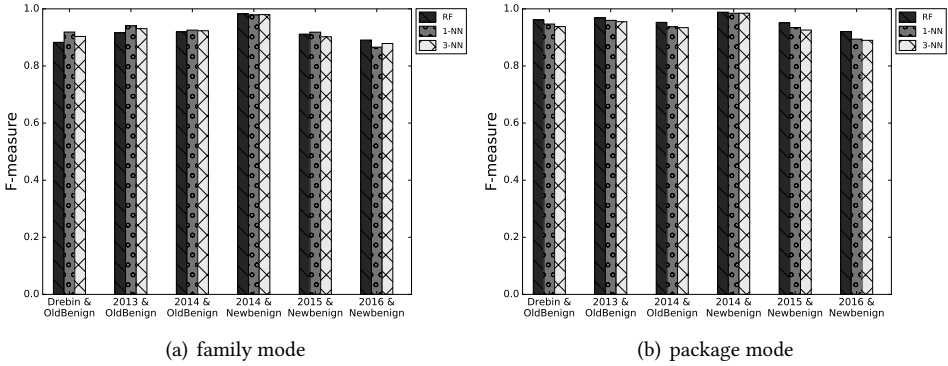 1.0
0.8
0.6
0.4
0.2
0.0
F-measure
Drebin & OldBenign
2013 & OldBenign
2014 & OldBenign
2014 & Newbenign
2015 & Newbenign
2016 & Newbenign
RF
1-NN
3-NN
(a) family mode
1.0
0.8
0.6
0.4
0.2
0.0
F-measure
Drebin & OldBenign
2013 & OldBenign
2014 & OldBenign
2014 & Newbenign
2015 & Newbenign
2016 & Newbenign
RF
1-NN
3-NN
(b) package mode